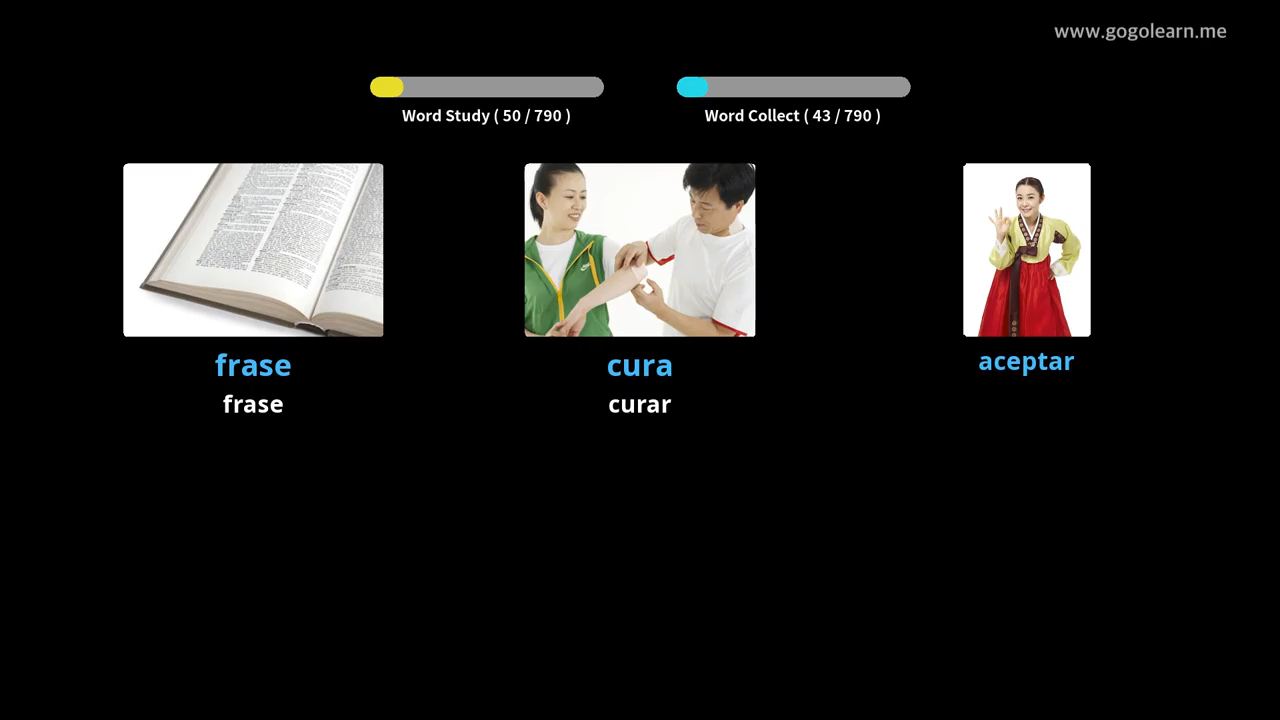 www.gogolearn.me
Word Study ( 50 / 790 )
Word Collect ( 43 / 790 )
frase
frase
cura
curar
aceptar